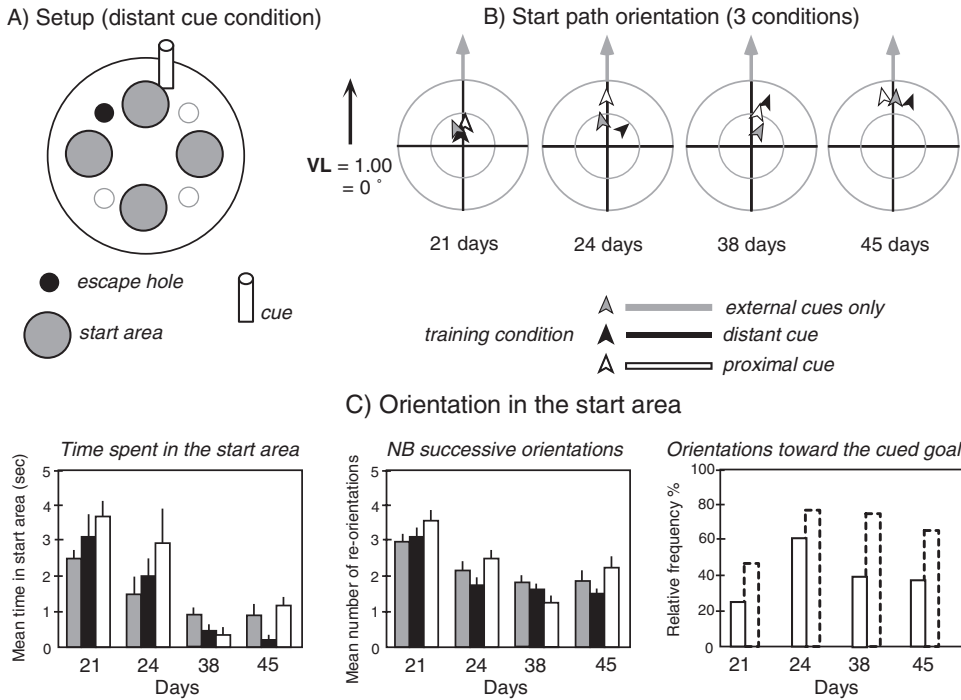 A) Setup (distant cue condition)
escape hole
start area
cue
B) Start path orientation (3 conditions)
VL = 1.00
= 0 °
21 days
24 days
38 days
45 days
training condition
external cues only
distant cue
proximal cue
C) Orientation in the start area
Time spent in the start area
Mean time in start area (sec)
5
4
3
2
1
0
21
24
38
45
Days
NB successive orientations
Mean number of re-orientations
5
4
3
2
1
0
21
24
38
45
Days
Orientations toward the cued goal
Relative frequency %
100
80
60
40
20
0
21
24
38
45
Days